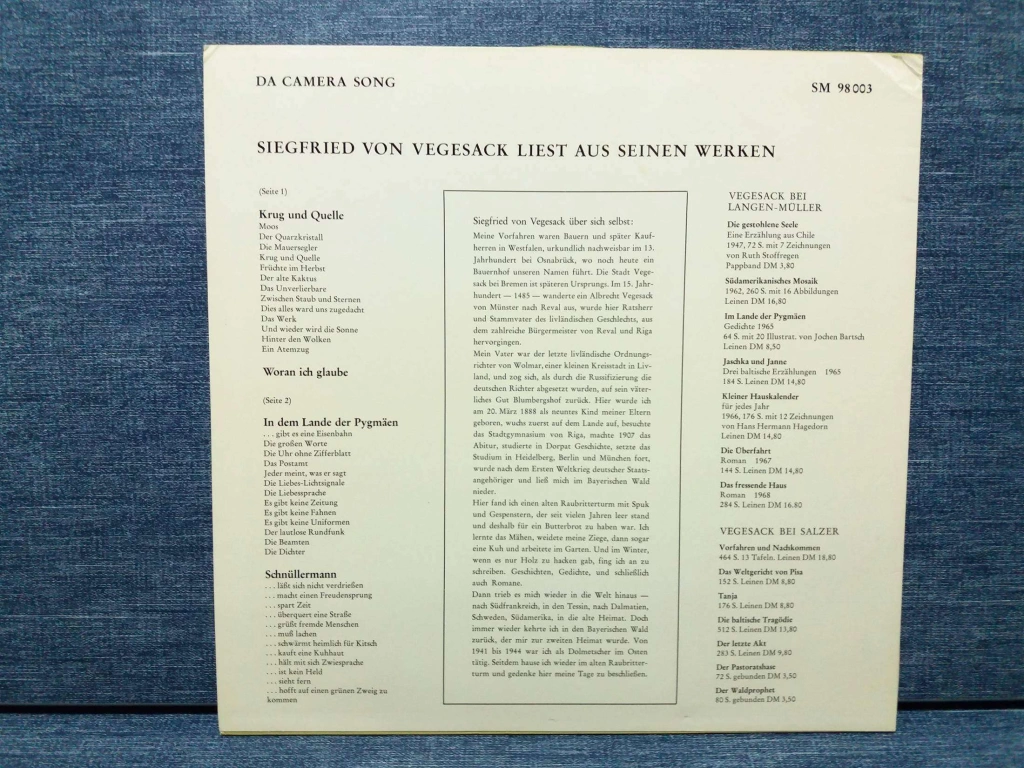 DA CAMERA SONG
SM 98003
SIEGFRIED VON VEGESACK LIEST AUS SEINEN WERKEN
(Seite 1)
Krug und Quelle
Moos
Der Quarzkristall
Die Mauersegler
Krug und Quelle
Früchte im Herbst
Der alte Kaktus
Das Unverlierbare
Zwischen Staub und Sternen
Dies alles ward uns zugedacht
Das Werk
Und wieder wird die Sonne
Hinter den Wolken
Ein Atemzug
Woran ich glaube
(Seite 2)
In dem Lande der Pygmäen
. . . gibt es eine Eisenbahn
Die großen Worte
Die Uhr ohne Zifferblatt
Das Postamt
Jeder meint, was er sagt
Die Liebes-Lichtsignale
Die Liebessprache
Es gibt keine Zeitung
Es gibt keine Fahnen
Es gibt keine Uniformen
Der lautlose Rundfunk
Die Beamten
Die Dichter
Schnüllermann
. . . läßt sich nicht verdrießen
. . . macht einen Freudensprung
. . . spart Zeit
. . . überquert eine Straße
. . . grüßt fremde Menschen
. . . muß lachen
. . . schwärmt heimlich für Kitsch
. . . kauft eine Kuhhaut
. . . hält mit sich Zwiesprache
. . . ist kein Held
. . . sieht fern
. . . hofft auf einen grünen Zweig zu
kommen
Siegfried von Vegesack über sich selbst:
Meine Vorfahren waren Bauern und später Kauf-
herren in Westfalen, urkundlich nachweisbar im 13.
Jahrhundert bei Osnabrück, wo noch heute ein
Bauernhof unseren Namen führt. Die Stadt Vege-
sack bei Bremen ist späteren Ursprungs. Im 15. Jahr-
hundert — 1485 — wanderte ein Albrecht Vegesack
von Münster nach Reval aus, wurde hier Ratsherr
und Stammvater des livländischen Geschlechts, aus
dem zahlreiche Bürgermeister von Reval und Riga
hervorgingen.
Mein Vater war der letzte livländische Ordnungs-
richter von Wolmar, einer kleinen Kreisstadt in Liv-
land, und zog sich, als durch die Russifizierung die
deutschen Richter abgesetzt wurden, auf sein väter-
liches Gut Blumbergshof zurück. Hier wurde ich
am 20. März 1888 als neuntes Kind meiner Eltern
geboren, wuchs zuerst auf dem Lande auf, besuchte
das Stadtgymnasium von Riga, machte 1907 das
Abitur, studierte in Dorpat Geschichte, setzte das
Studium in Heidelberg, Berlin und München fort,
wurde nach dem Ersten Weltkrieg deutscher Staats-
angehöriger und ließ mich im Bayerischen Wald
nieder.
Hier fand ich einen alten Raubritterturm mit Spuk
und Gespenstern, der seit vielen Jahren leer stand
und deshalb für ein Butterbrot zu haben war. Ich
lernte das Mähen, weidete meine Ziege, dann sogar
eine Kuh und arbeitete im Garten. Und im Winter,
wenn es nur Holz zu hacken gab, fing ich an zu
schreiben. Geschichten, Gedichte, und schließlich
auch Romane.
Dann trieb es mich wieder in die Welt hinaus —
nach Südfrankreich, in den Tessin, nach Dalmatien,
Schweden, Südamerika, in die alte Heimat. Doch
immer wieder kehrte ich in den Bayerischen Wald
zurück, der mir zur zweiten Heimat wurde. Von
1941 bis 1944 war ich als Dolmetscher im Osten
tätig. Seitdem hause ich wieder im alten Raubritter-
turm und gedenke hier meine Tage zu beschließen.
VEGESACK BEI
LANGEN-MÜLLER
Die gestohlene Seele
Eine Erzählung aus Chile
1947, 72 S. mit 7 Zeichnungen
von Ruth Stoffregen
Pappband DM 3,80
Südamerikanisches Mosaik
1962, 260 S. mit 16 Abbildungen
Leinen DM 16,80
Im Lande der Pygmäen
Gedichte 1965
64 S. mit 20 Illustrat. von Jochen Bartsch
Leinen DM 8,50
Jaschka und Janne
Drei baltische Erzählungen 1965
184 S. Leinen DM 14,80
Kleiner Hauskalender
für jedes Jahr
1966, 176 S. mit 12 Zeichnungen
von Hans Hermann Hagedorn
Leinen DM 14,80
Die Überfahrt
Roman 1967
144 S. Leinen DM 14,80
Das fressende Haus
Roman 1968
284 S. Leinen DM 16.80
VEGESACK BEI SALZER
Vorfahren und Nachkommen
464 S. 13 Tafeln. Leinen DM 18,80
Das Weltgericht von Pisa
152 S. Leinen DM 8,80
Tanja
176 S. Leinen DM 8,80
Die baltische Tragödie
512 S. Leinen DM 13,80
Der letzte Akt
283 S. Leinen DM 9,80
Der Pastoratshase
72 S. gebunden DM 3,50
Der Waldprophet
80 S. gebunden DM 3,50